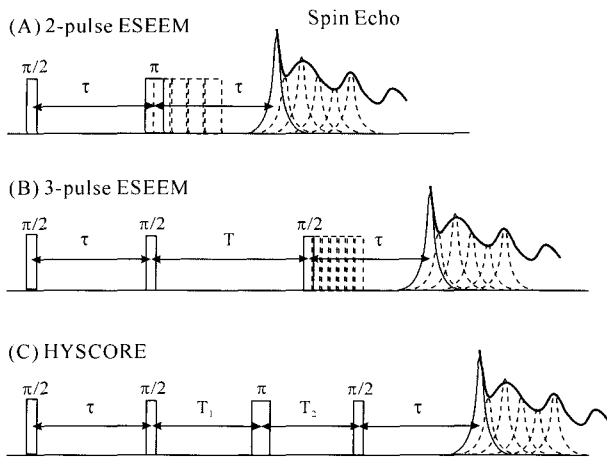 (A) 2-pulse ESEEM
Spin Echo
π/2
π
τ
τ
(B) 3-pulse ESEEM
π/2
π/2
π/2
τ
T
τ
(C) HYSCORE
π/2
π/2
π
π/2
τ
T₁
T₂
τ